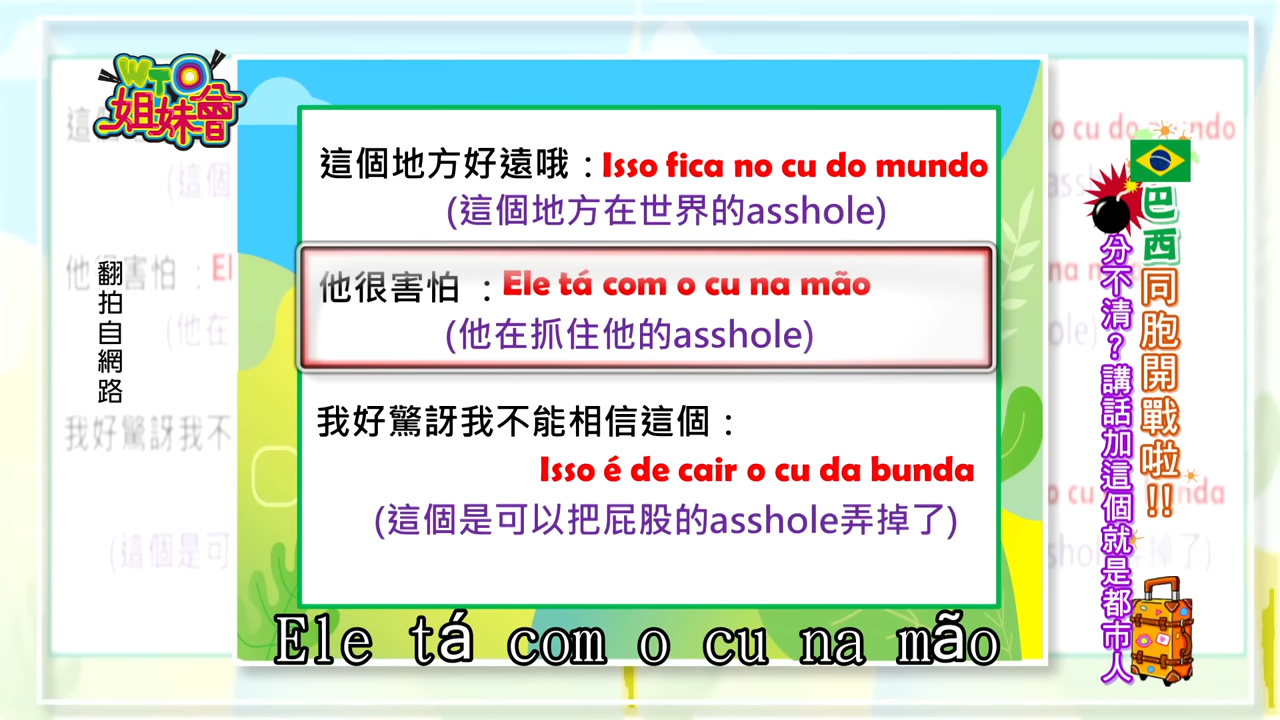 WTO
姐妹會
這個地方好遠哦：Isso fica no cu do mundo
(這個地方在世界的asshole)
他很害怕 ：Ele tá com o cu na mão
(他在抓住他的asshole)
我好驚訝我不能相信這個：
Isso é de cair o cu da bunda
(這個是可以把屁股的asshole弄掉了)
Ele tá com o cu na mão
翻拍自網路
巴西同胞開戰啦!!
分不清？講話加這個就是都市人